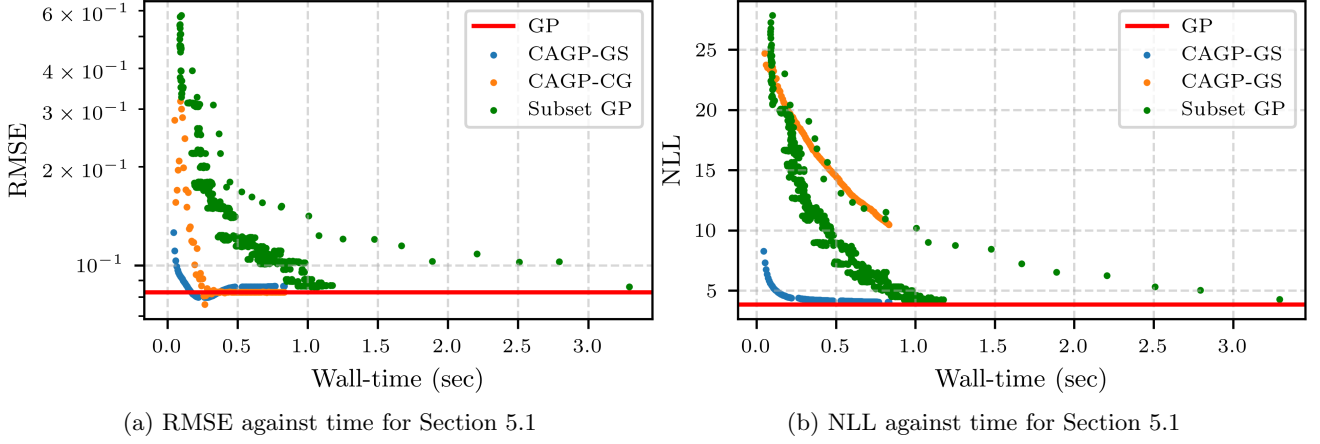 6 × 10⁻¹
4 × 10⁻¹
3 × 10⁻¹
2 × 10⁻¹
10⁻¹
RMSE
0.0 0.5 1.0 1.5 2.0 2.5 3.0
Wall-time (sec)
GP
CAGP-GS
CAGP-CG
Subset GP
(a) RMSE against time for Section 5.1
25
20
15
10
5
NLL
0.0 0.5 1.0 1.5 2.0 2.5 3.0
Wall-time (sec)
GP
CAGP-GS
CAGP-GS
Subset GP
(b) NLL against time for Section 5.1